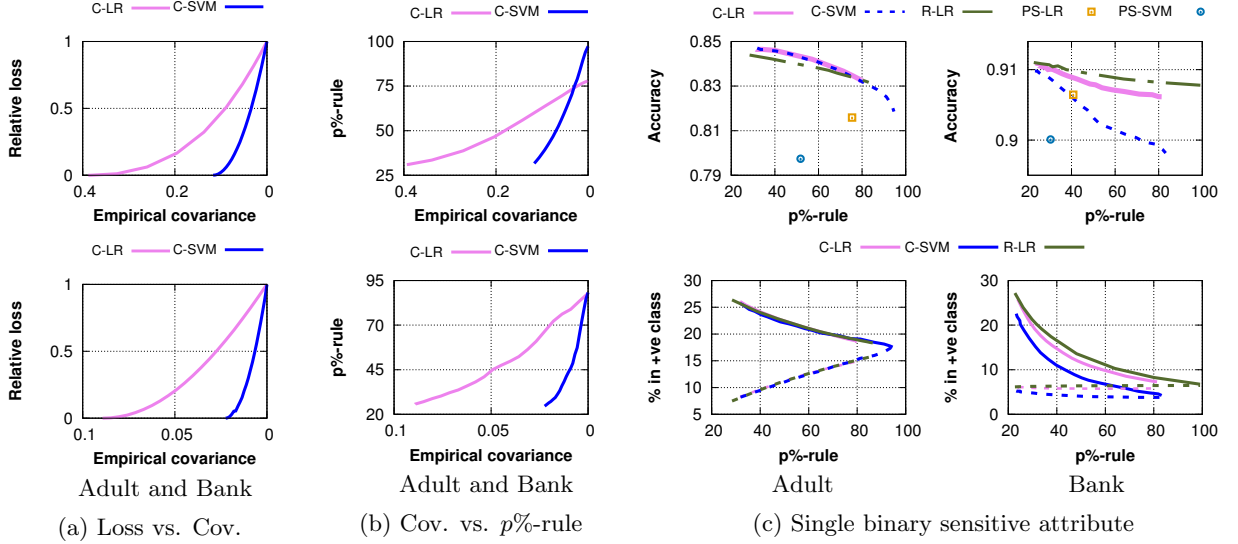 C-LR C-SVM
Relative loss
1
0.5
0
0.4 0.2 0
Empirical covariance
C-LR C-SVM
Relative loss
1
0.5
0
0.1 0.05 0
Empirical covariance
Adult and Bank
(a) Loss vs. Cov.
C-LR C-SVM
p%-rule
100
75
50
25
0.4 0.2 0
Empirical covariance
C-LR C-SVM
p%-rule
95
70
45
20
0.1 0.05 0
Empirical covariance
Adult and Bank
(b) Cov. vs. p%-rule
C-LR C-SVM R-LR PS-LR PS-SVM
Accuracy
0.85
0.83
0.81
0.79
20 40 60 80 100
p%-rule
Accuracy
0.91
0.9
20 40 60 80 100
p%-rule
C-LR C-SVM R-LR
% in +ve class
30
25
20
15
10
5
20 40 60 80 100
p%-rule
Adult
% in +ve class
30
20
10
0
20 40 60 80 100
p%-rule
Bank
(c) Single binary sensitive attribute